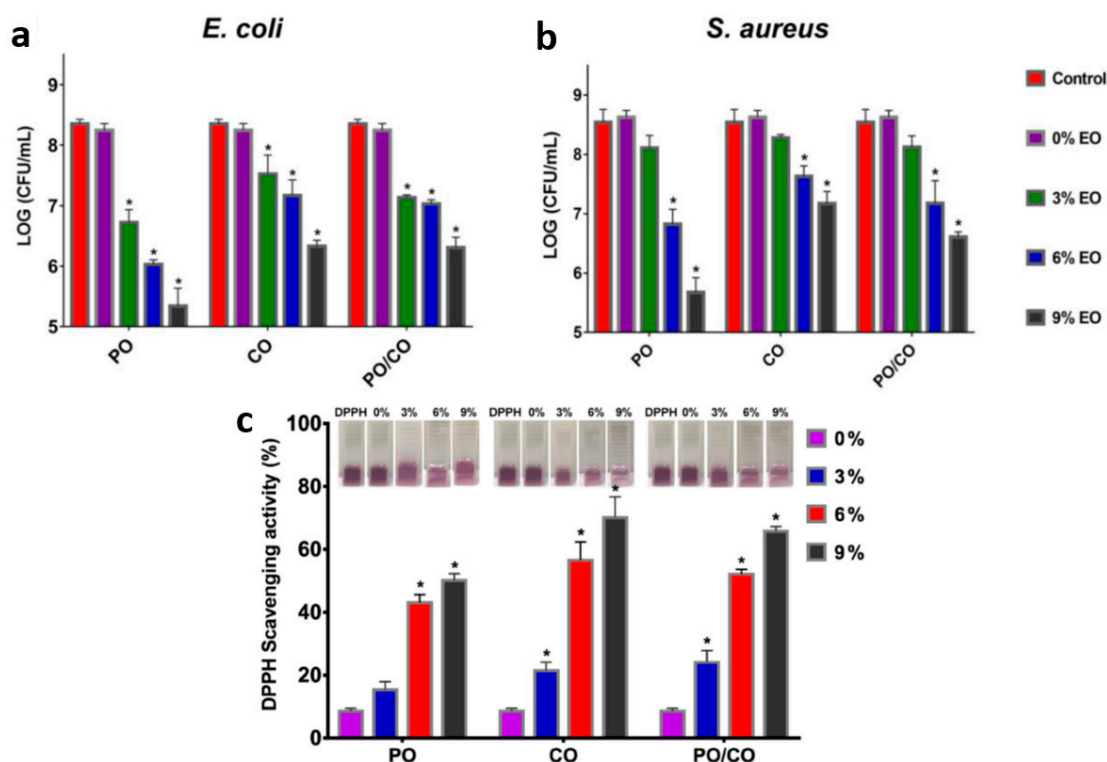 a
E. coli
LOG (CFU/mL)
9
8
7
6
5
* * *
* * *
* * *
PO CO PO/CO
b
S. aureus
LOG (CFU/mL)
9
8
7
6
5
* *
* *
* *
PO CO PO/CO
Control
0% EO
3% EO
6% EO
9% EO
c
DPPH Scavenging activity (%)
100
80
60
40
20
0
DPPH 0% 3% 6% 9%
DPPH 0% 3% 6% 9%
DPPH 0% 3% 6% 9%
* *
* * *
* * *
PO CO PO/CO
0%
3%
6%
9%